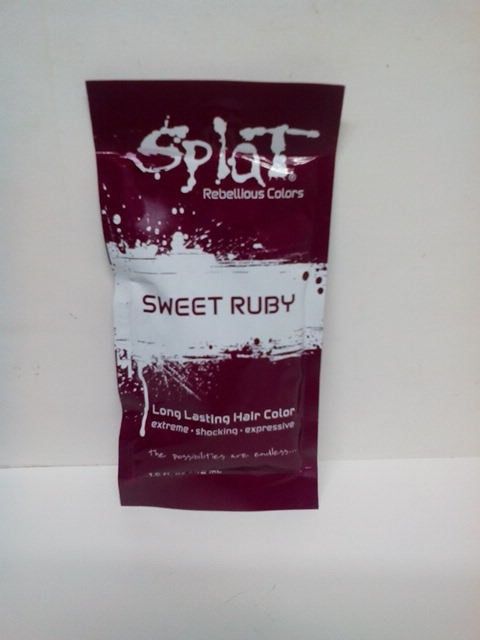 Splat
Rebellious Colors
SWEET RUBY
Long Lasting Hair Color
extreme • shocking • expressive
the possibilities are endless...